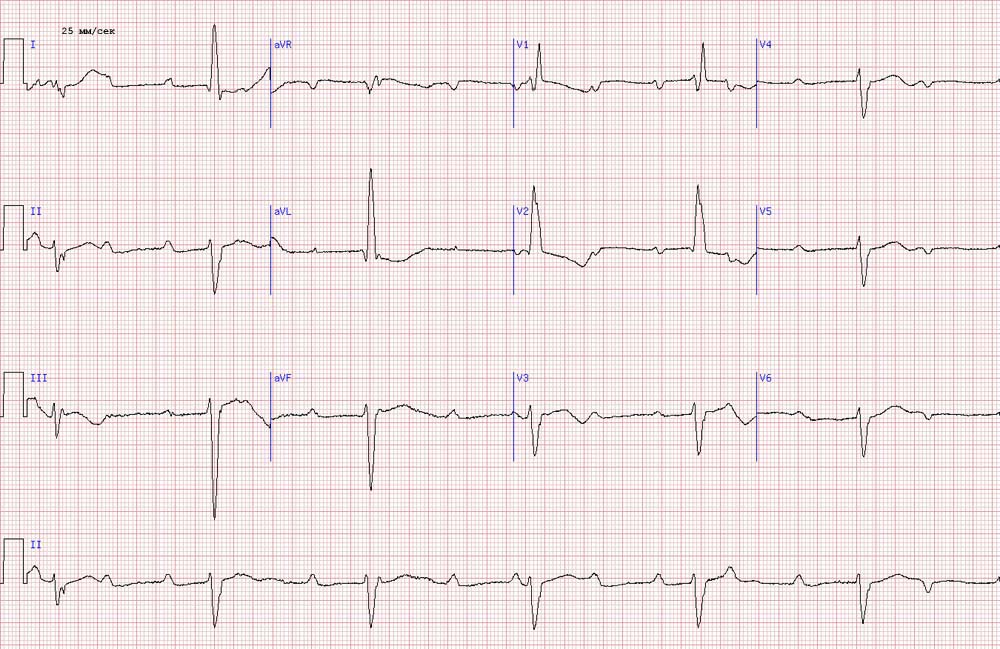 25 мм/сек
I aVR V1 V4
II aVL V2 V5
III aVF V3 V6
II